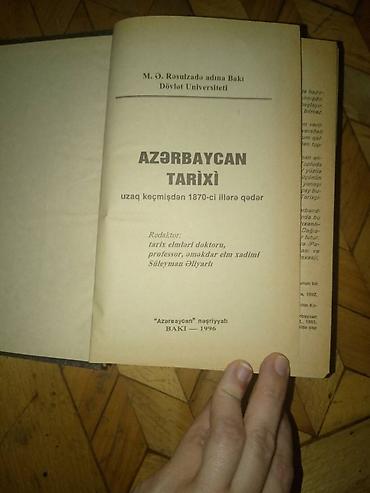 M. Ə. Rəsulzadə adına Bakı
Dövlət Universiteti
AZƏRBAYCAN
TARİXİ
uzaq keçmişdən 1870-ci illərə qədər
Redaktor:
tarix elmləri doktoru,
professor, əməkdar elm xadimi
Süleyman Əliyarlı
"Azərbaycan" nəşriyyatı
BAKI — 1996